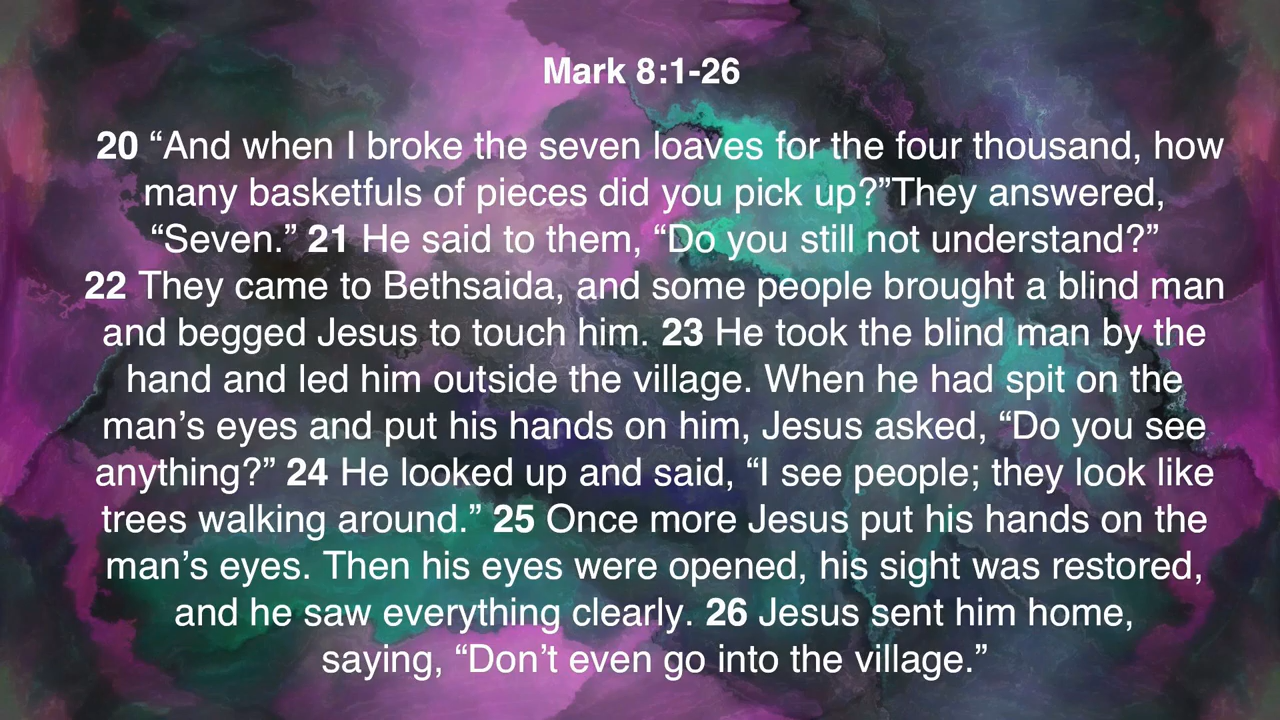 Mark 8:1-26
20 “And when I broke the seven loaves for the four thousand, how
many basketfuls of pieces did you pick up?”They answered,
“Seven.” 21 He said to them, “Do you still not understand?”
22 They came to Bethsaida, and some people brought a blind man
and begged Jesus to touch him. 23 He took the blind man by the
hand and led him outside the village. When he had spit on the
man’s eyes and put his hands on him, Jesus asked, “Do you see
anything?” 24 He looked up and said, “I see people; they look like
trees walking around.” 25 Once more Jesus put his hands on the
man’s eyes. Then his eyes were opened, his sight was restored,
and he saw everything clearly. 26 Jesus sent him home,
saying, “Don’t even go into the village.”